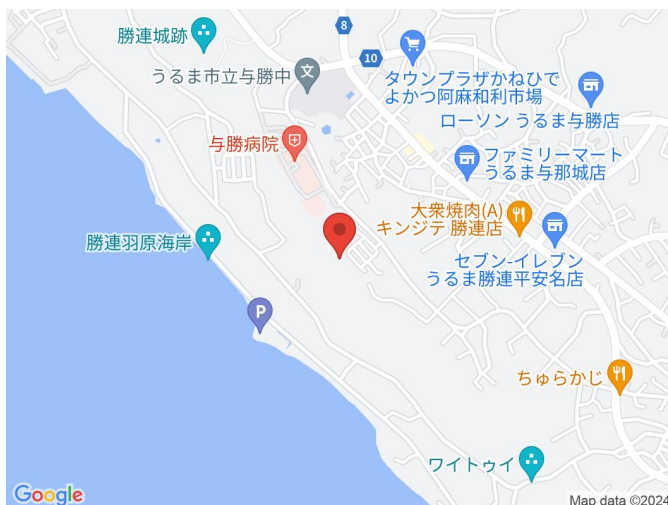 勝連城跡
8
10
うるま市立与勝中
文
タウンプラザかねひで
よかつ阿麻和利市場
ローソン うるま与勝店
与勝病院
ファミリーマート
うるま与那城店
大衆焼肉(A)
キンジテ 勝連店
勝連羽原海岸
セブン-イレブン
うるま勝連平安名店
P
ちゅらかじ
ワイトゥイ
Google
Map data ©2024